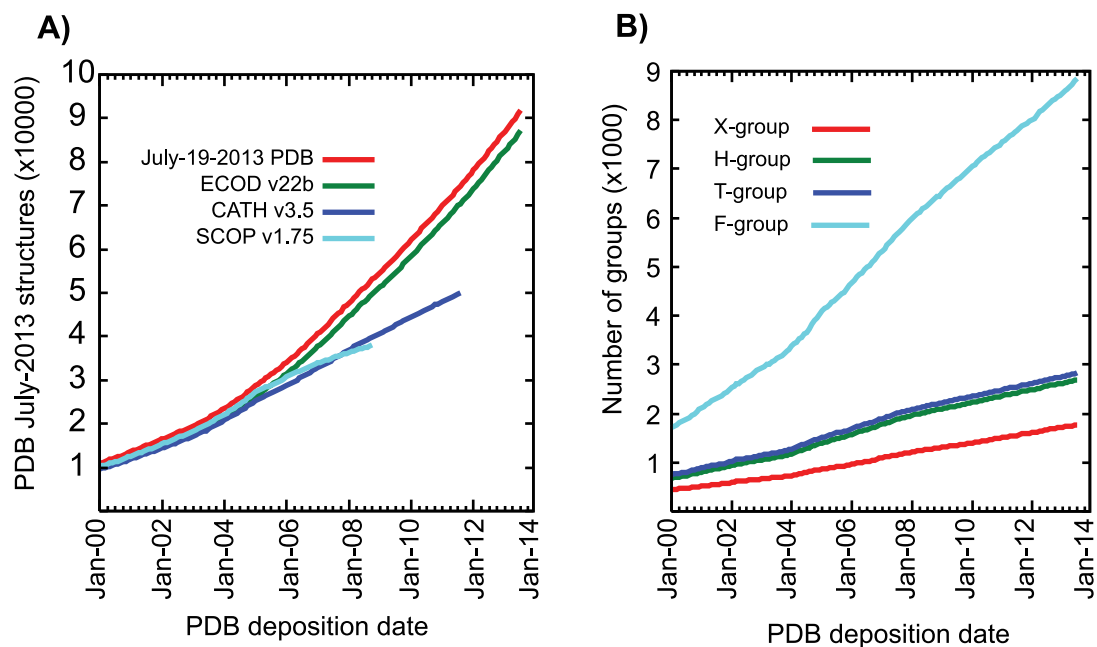 A)
PDB July-2013 structures (x10000)
10
9
8
7
6
5
4
3
2
1
July-19-2013 PDB
ECOD v22b
CATH v3.5
SCOP v1.75
Jan-00
Jan-02
Jan-04
Jan-06
Jan-08
Jan-10
Jan-12
Jan-14
PDB deposition date
B)
Number of groups (x1000)
9
8
7
6
5
4
3
2
1
X-group
H-group
T-group
F-group
Jan-00
Jan-02
Jan-04
Jan-06
Jan-08
Jan-10
Jan-12
Jan-14
PDB deposition date